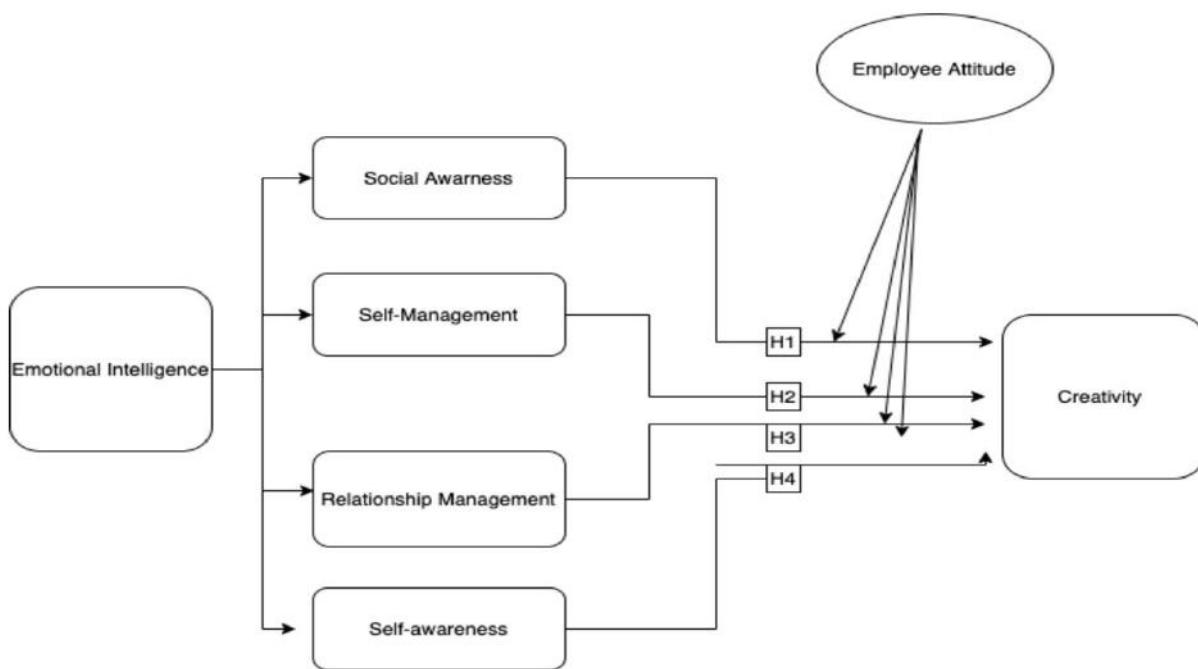 Employee Attitude
Social Awarness
Self-Management
Emotional Intelligence
H1
H2
Creativity
H3
H4
Relationship Management
Self-awareness